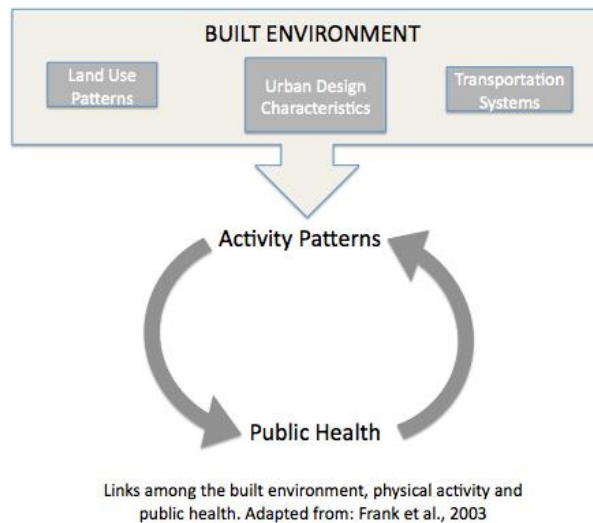 BUILT ENVIRONMENT
Land Use
Patterns
Urban Design
Characteristics
Transportation
Systems
Activity Patterns
Public Health
Links among the built environment, physical activity and
public health. Adapted from: Frank et al., 2003